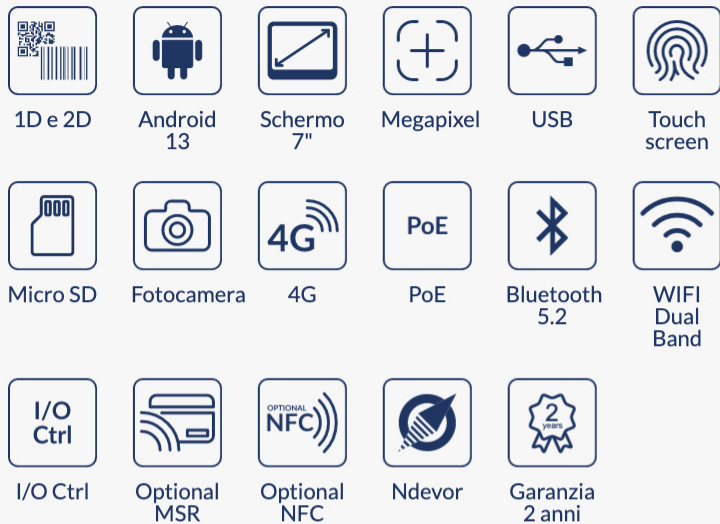 1D e 2D
Android
13
Schermo
7"
Megapixel
USB
Touch
screen
4G
PoE
Micro SD
Fotocamera
4G
PoE
Bluetooth
5.2
WIFI
Dual
Band
I/O
Ctrl
OPTIONAL
NFC
2
years
I/O Ctrl
Optional
MSR
Optional
NFC
Ndevor
Garanzia
2 anni